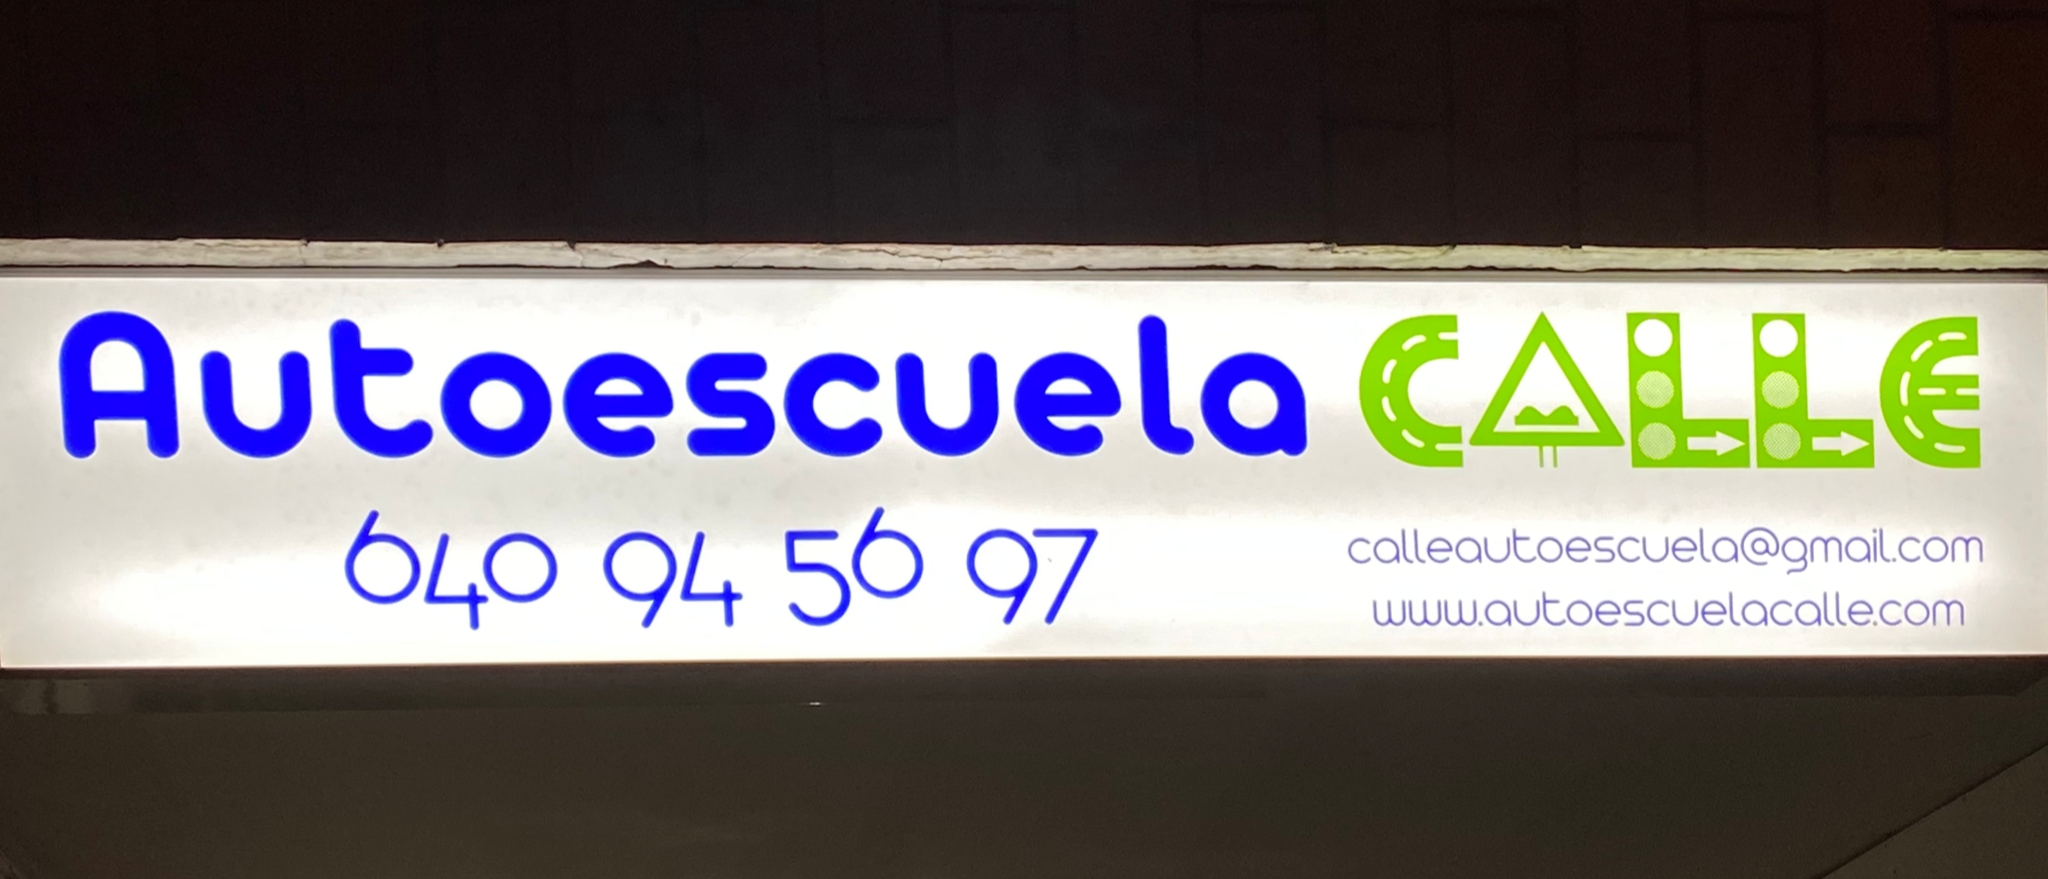 Autoescuela CALLE
640 94 56 97
calleautoescuela@gmail.com
www.autoescuelacalle.com